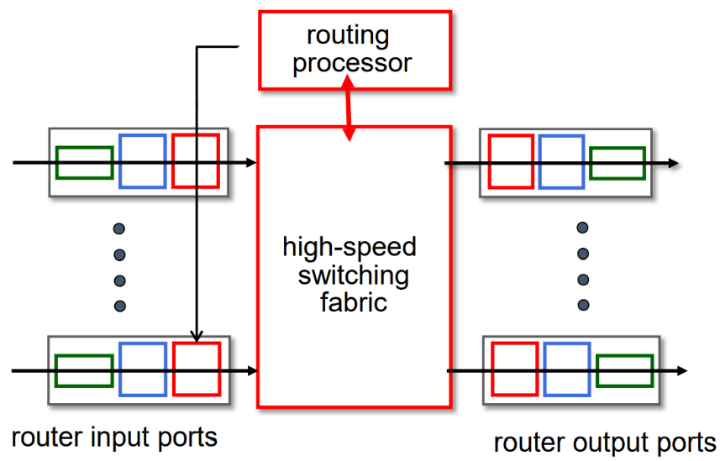 routing
processor
high-speed
switching
fabric
router input ports
router output ports